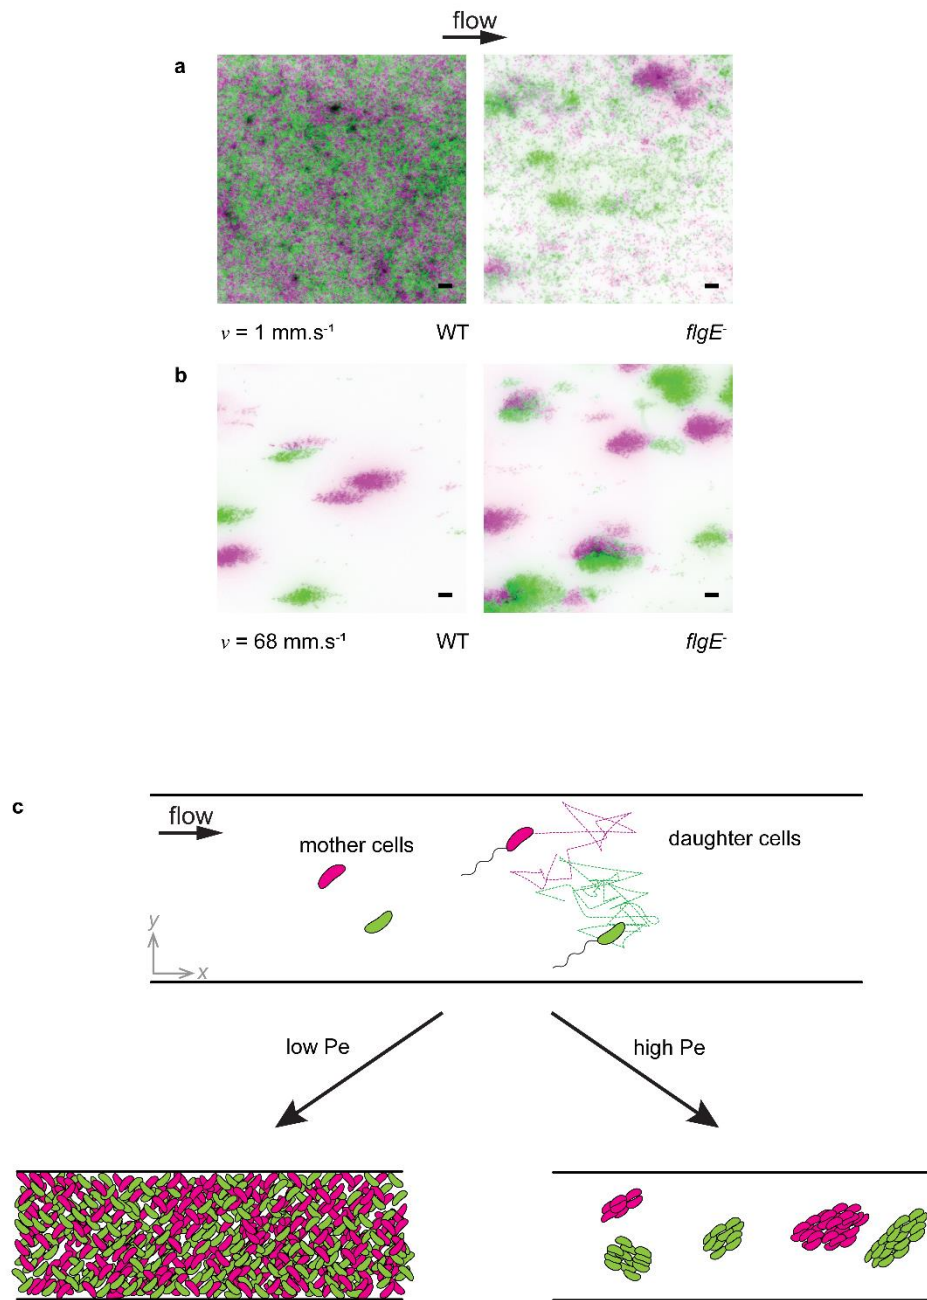 flow
a
v = 1 mm.s⁻¹ WT flgE⁻
b
v = 68 mm.s⁻¹ WT flgE⁻
c
flow
mother cells
daughter cells
y
x
low Pe
high Pe